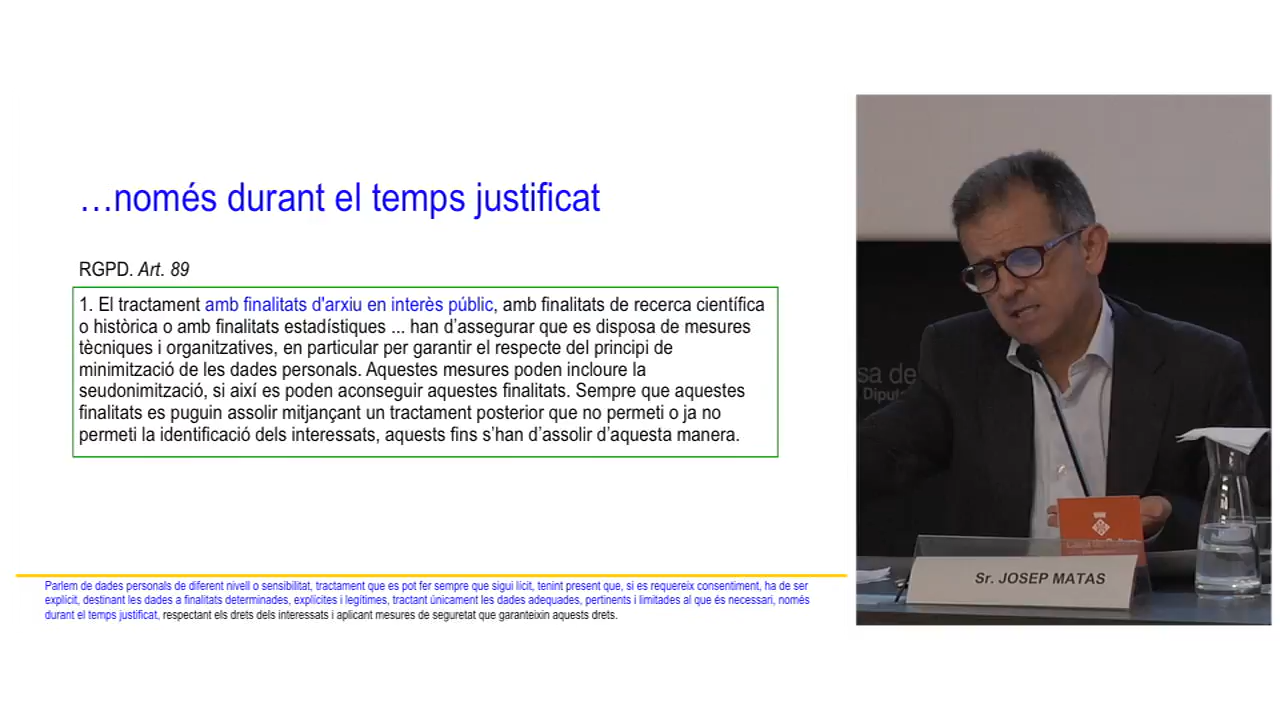 …només durant el temps justificat
RGPD. Art. 89
1. El tractament amb finalitats d'arxiu en interès públic, amb finalitats de recerca científica
o històrica o amb finalitats estadístiques ... han d’assegurar que es disposa de mesures
tècniques i organitzatives, en particular per garantir el respecte del principi de
minimització de les dades personals. Aquestes mesures poden incloure la
seudonimització, si així es poden aconseguir aquestes finalitats. Sempre que aquestes
finalitats es puguin assolir mitjançant un tractament posterior que no permeti o ja no
permeti la identificació dels interessats, aquests fins s’han d’assolir d’aquesta manera.
Parlem de dades personals de diferent nivell o sensibilitat, tractament que es pot fer sempre que sigui lícit, tenint present que, si es requereix consentiment, ha de ser
explícit, destinant les dades a finalitats determinades, explícites i legítimes, tractant únicament les dades adequades, pertinents i limitades al que és necessari, només
durant el temps justificat, respectant els drets dels interessats i aplicant mesures de seguretat que garanteixin aquests drets.
sa de
Diput
Sr. JOSEP MATAS